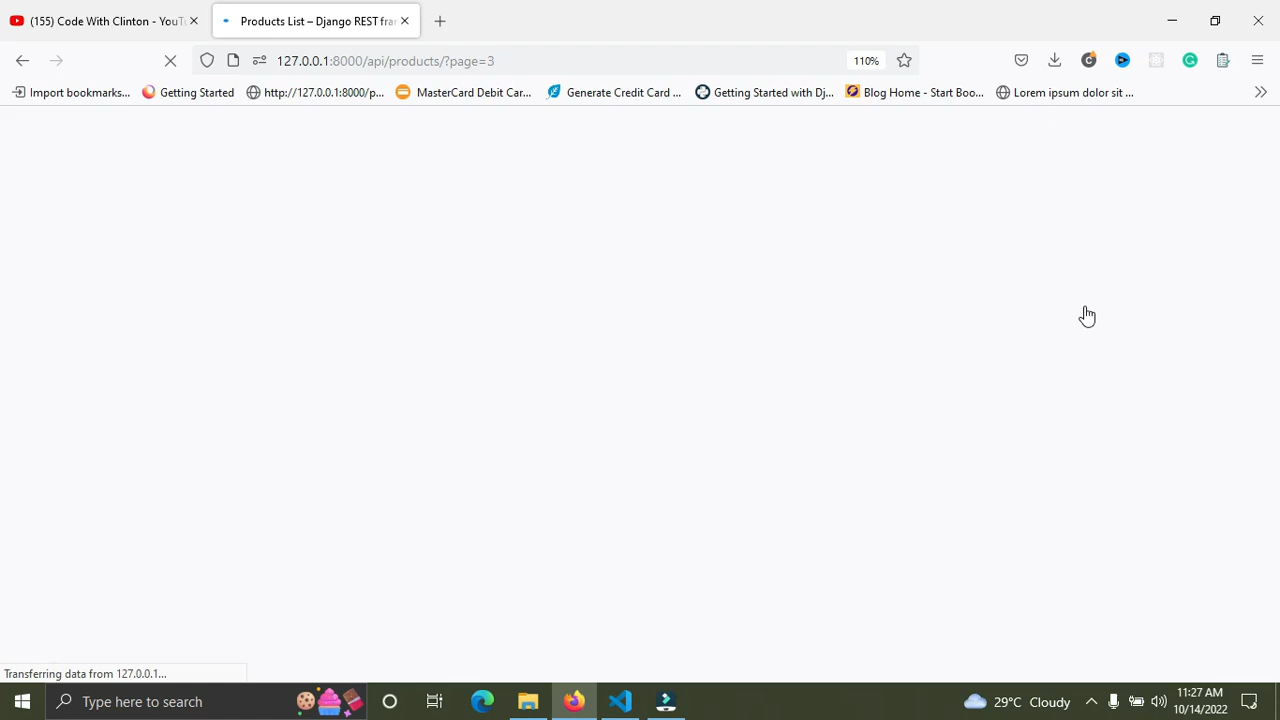 (155) Code With Clinton - YouTu
Products List – Django REST fra
127.0.0.1:8000/api/products/?page=3
110%
Import bookmarks...
Getting Started
http://127.0.0.1:8000/p...
MasterCard Debit Car...
Generate Credit Card ...
Getting Started with Dj...
Blog Home - Start Boo...
Lorem ipsum dolor sit ...
Transferring data from 127.0.0.1...
Type here to search
29°C Cloudy
11:27 AM
10/14/2022